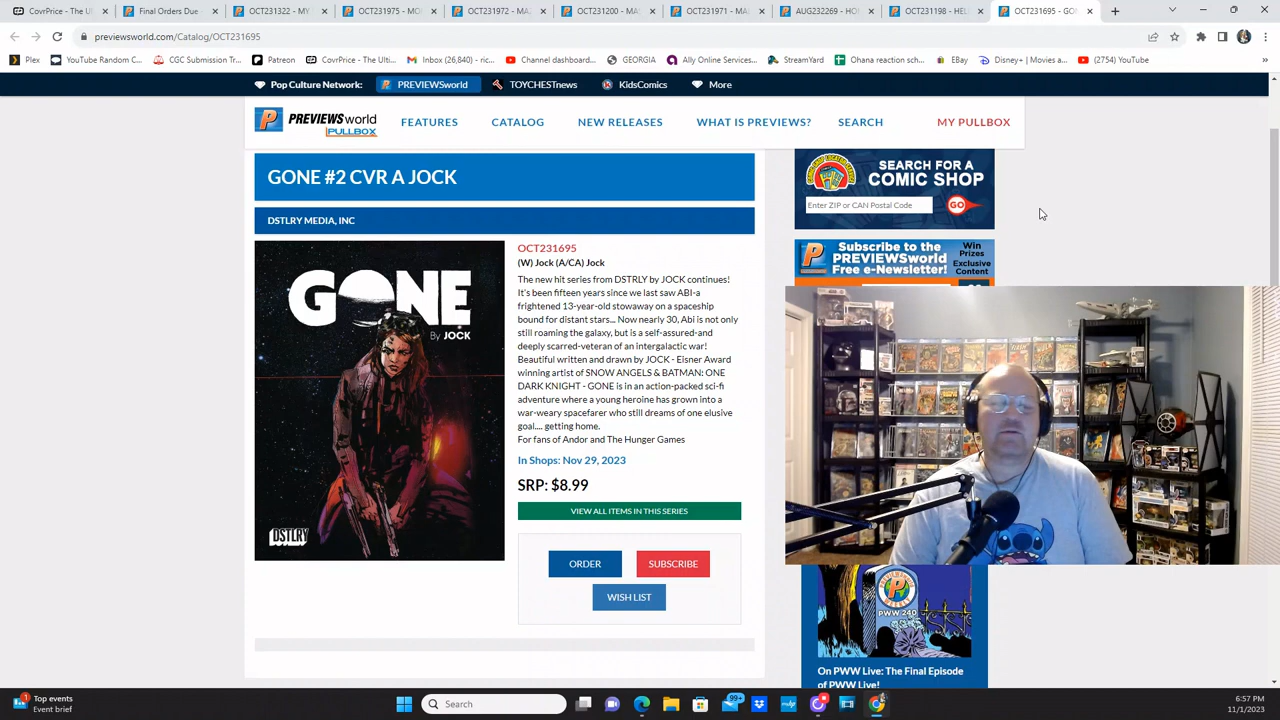 CovrPrice - The Ul
Final Orders Due
OCT231322 - MY
OCT231975 - MO
OCT231972 - MA
OCT231200 - MA
OCT231971 - MA
AUG232269 - HO
OCT231198 - HEL
OCT231695 - GO
previewsworld.com/Catalog/OCT231695
Plex
YouTube Random C...
CGC Submission Tr...
Patreon
CovrPrice - The Ulti...
Inbox (26,840) - ric...
Channel dashboard...
GEORGIA
Ally Online Services...
StreamYard
Ohana reaction sch...
EBay
Disney+ | Movies a...
(2754) YouTube
Pop Culture Network:
PREVIEWSworld
TOYCHESTnews
KidsComics
More
PREVIEWSworld
PULLBOX
FEATURES
CATALOG
NEW RELEASES
WHAT IS PREVIEWS?
SEARCH
MY PULLBOX
GONE #2 CVR A JOCK
DSTLRY MEDIA, INC
GONE
By JOCK
DSTLRY
OCT231695
(W) Jock (A/CA) Jock
The new hit series from DSTRLY by JOCK continues!
It's been fifteen years since we last saw ABI-a
frightened 13-year-old stowaway on a spaceship
bound for distant stars... Now nearly 30, Abi is not only
still roaming the galaxy, but is a self-assured-and
deeply scarred-veteran of an intergalactic war!
Beautiful written and drawn by JOCK - Eisner Award
winning artist of SNOW ANGELS & BATMAN: ONE
DARK KNIGHT - GONE is in an action-packed sci-fi
adventure where a young heroine has grown into a
war-weary spacefarer who still dreams of one elusive
goal.... getting home.
For fans of Andor and The Hunger Games
In Shops: Nov 29, 2023
SRP: $8.99
VIEW ALL ITEMS IN THIS SERIES
ORDER
SUBSCRIBE
WISH LIST
SEARCH FOR A
COMIC SHOP
Enter ZIP or CAN Postal Code
GO
Subscribe to the
PREVIEWSworld
Free e-Newsletter!
Win
Prizes
Exclusive
Content
PWW 240
On PWW Live: The Final Episode
of PWW Live!
Top events
Event brief
1
Search
99+
6:57 PM
11/1/2023